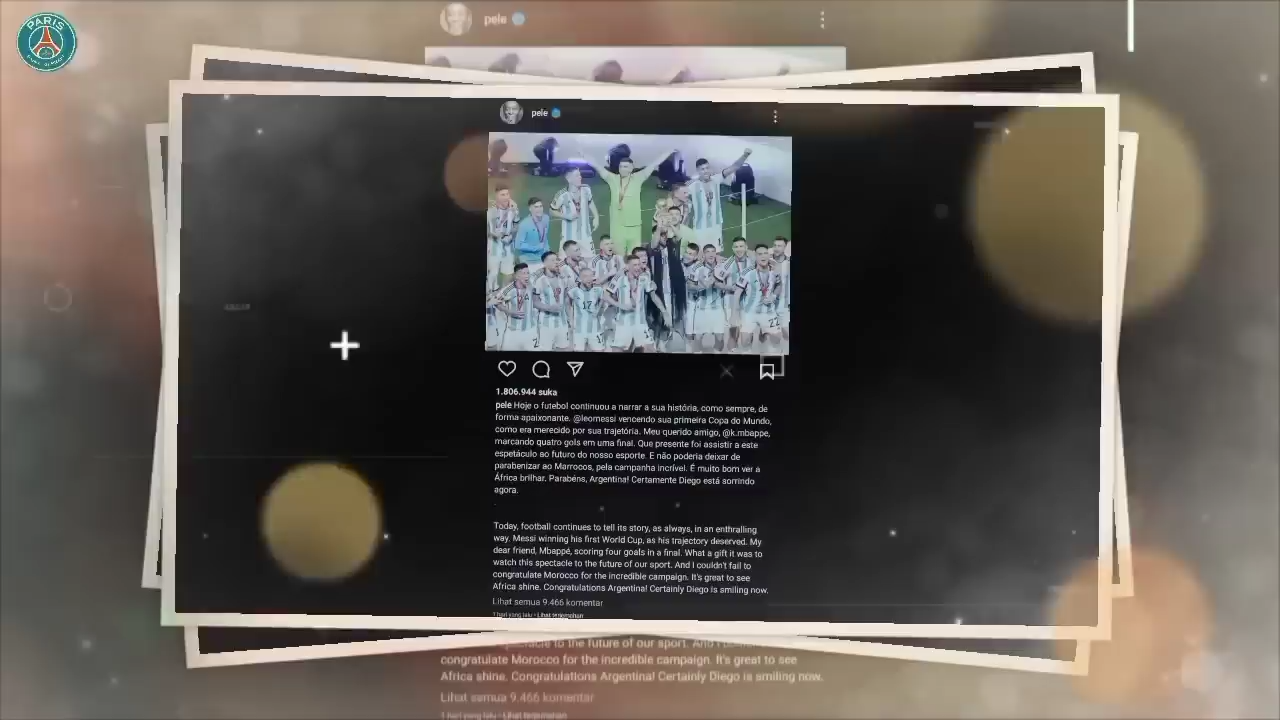 PARIS
pele
pele
1.806.944 suka
pele Hoje o futebol continuou a narrar a sua história, como sempre, de
forma apaixonante. @leomessi vencendo sua primeira Copa do Mundo,
como era merecido por sua trajetória. Meu querido amigo, @k.mbappe,
marcando quatro gols em uma final. Que presente foi assistir a este
espetáculo ao futuro do nosso esporte. E não poderia deixar de
parabenizar ao Marrocos, pela campanha incrível. É muito bom ver a
África brilhar. Parabéns, Argentina! Certamente Diego está sorrindo
agora.
.
Today, football continues to tell its story, as always, in an enthralling
way. Messi winning his first World Cup, as his trajectory deserved. My
dear friend, Mbappé, scoring four goals in a final. What a gift it was to
watch this spectacle to the future of our sport. And I couldn't fail to
congratulate Morocco for the incredible campaign. It's great to see
Africa shine. Congratulations Argentina! Certainly Diego is smiling now.
Lihat semua 9.466 komentar
1 hari yang lalu • Lihat terjemahan
to the future of our sport. And I
congratulate Morocco for the incredible campaign. It's great to see
Africa shine. Congratulations Argentina! Certainly Diego is smiling now.
Lihat semua 9.466 komentar
1 hari yang lalu • Lihat terjemahan